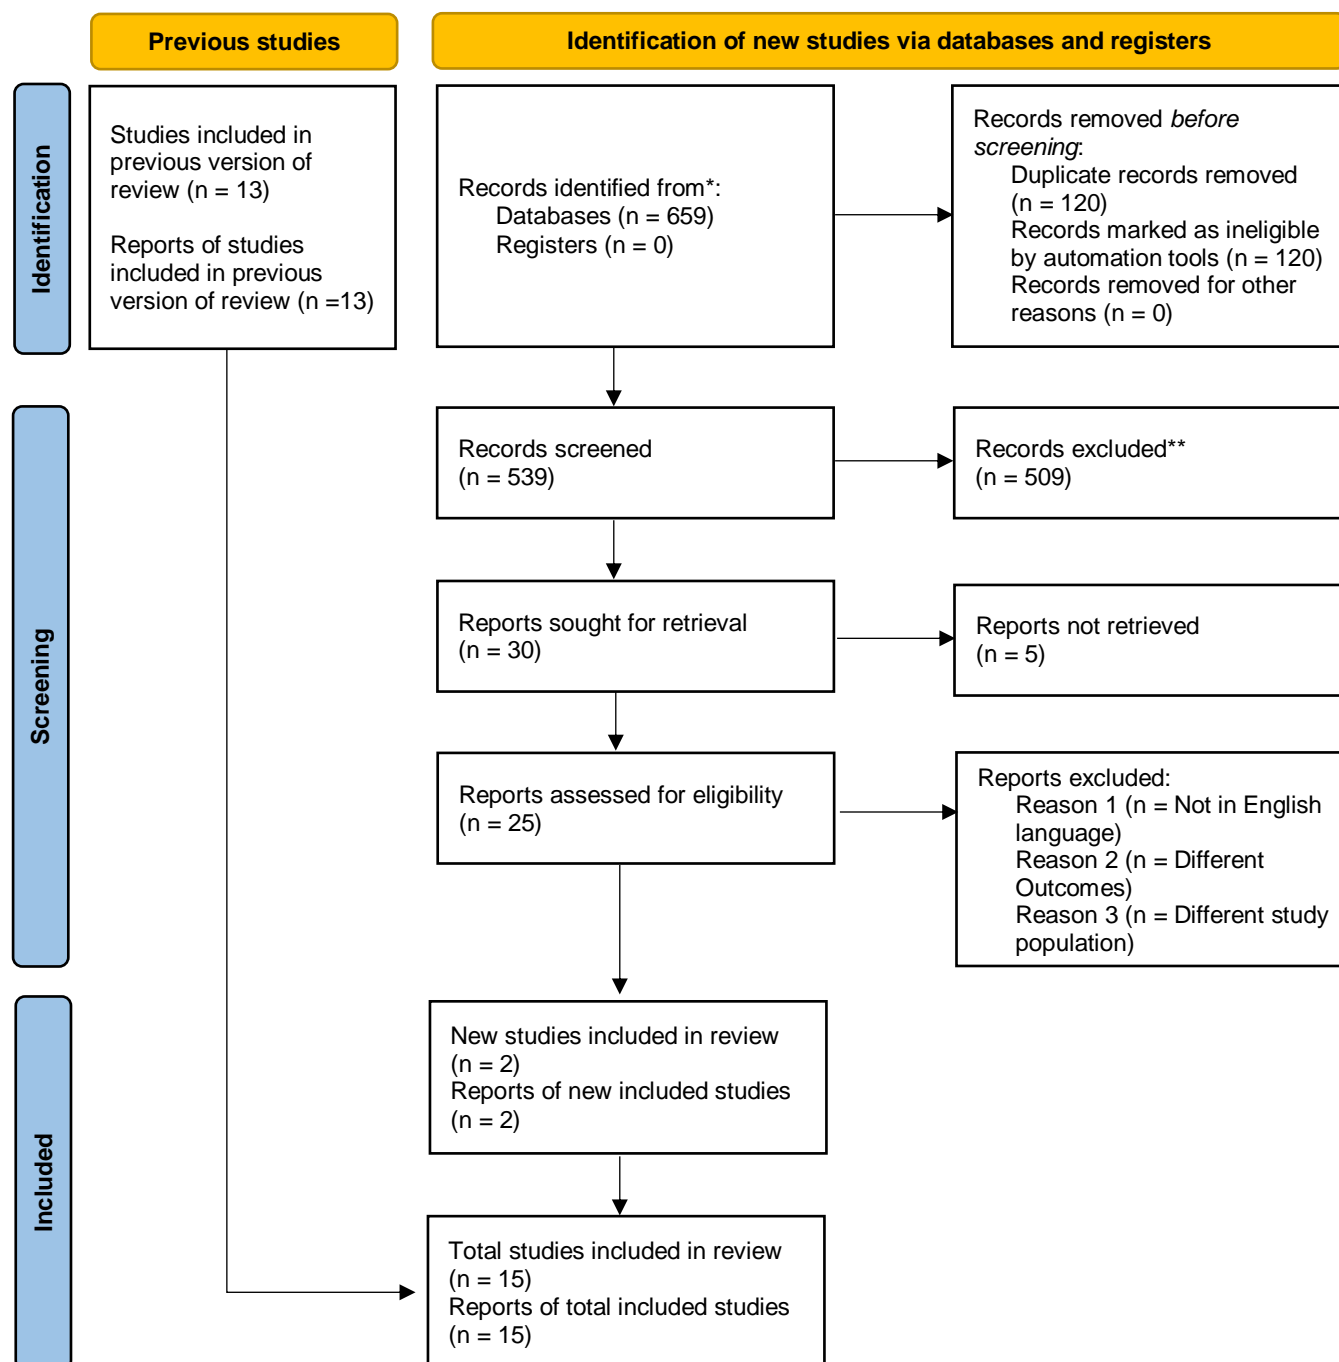 Previous studies
Identification of new studies via databases and registers
Identification
Studies included in
previous version of
review (n = 13)
Reports of studies
included in previous
version of review (n =13)
Records identified from*:
Databases (n = 659)
Registers (n = 0)
Records removed before
screening:
Duplicate records removed
(n = 120)
Records marked as ineligible
by automation tools (n = 120)
Records removed for other
reasons (n = 0)
Screening
Records screened
(n = 539)
Records excluded**
(n = 509)
Reports sought for retrieval
(n = 30)
Reports not retrieved
(n = 5)
Reports assessed for eligibility
(n = 25)
Reports excluded:
Reason 1 (n = Not in English
language)
Reason 2 (n = Different
Outcomes)
Reason 3 (n = Different study
population)
Included
New studies included in review
(n = 2)
Reports of new included studies
(n = 2)
Total studies included in review
(n = 15)
Reports of total included studies
(n = 15)